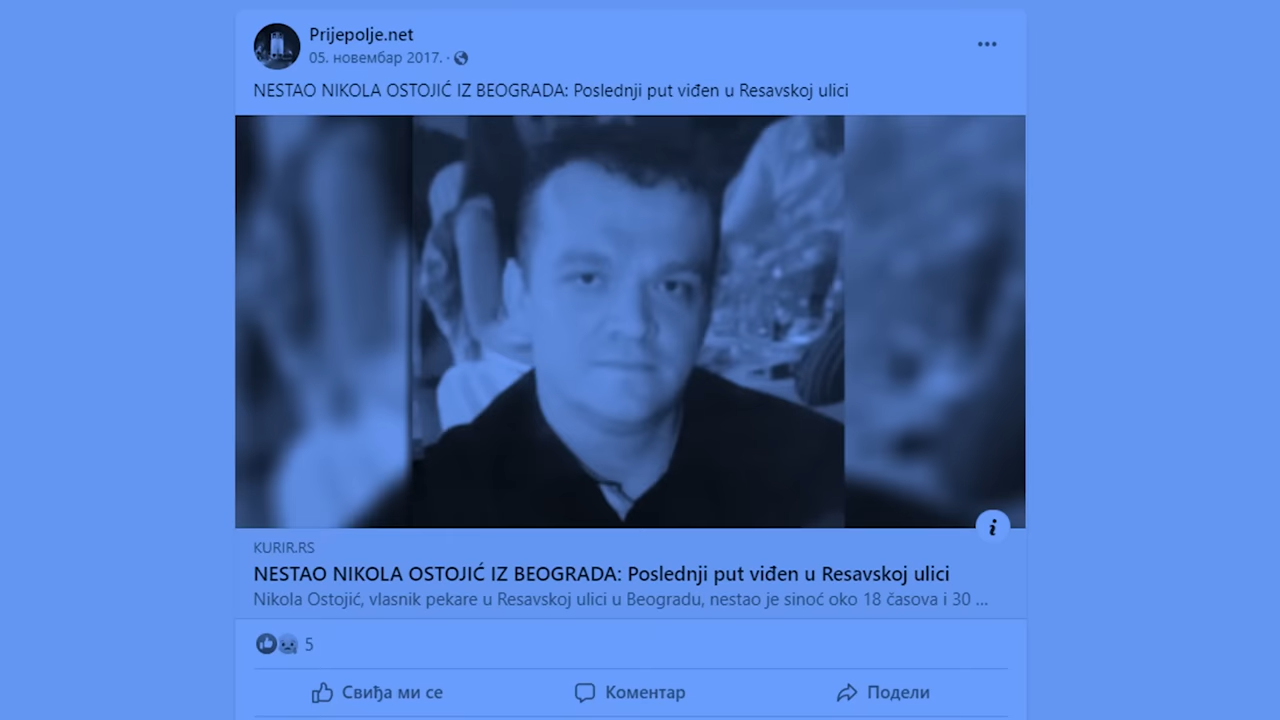 Prijepolje.net
05. новембар 2017. ·
NESTAO NIKOLA OSTOJIĆ IZ BEOGRADA: Poslednji put viđen u Resavskoj ulici
KURIR.RS
NESTAO NIKOLA OSTOJIĆ IZ BEOGRADA: Poslednji put viđen u Resavskoj ulici
Nikola Ostojić, vlasnik pekare u Resavskoj ulici u Beogradu, nestao je sinoć oko 18 časova i 30 ...
5
Свиђа ми се Коментар Подели